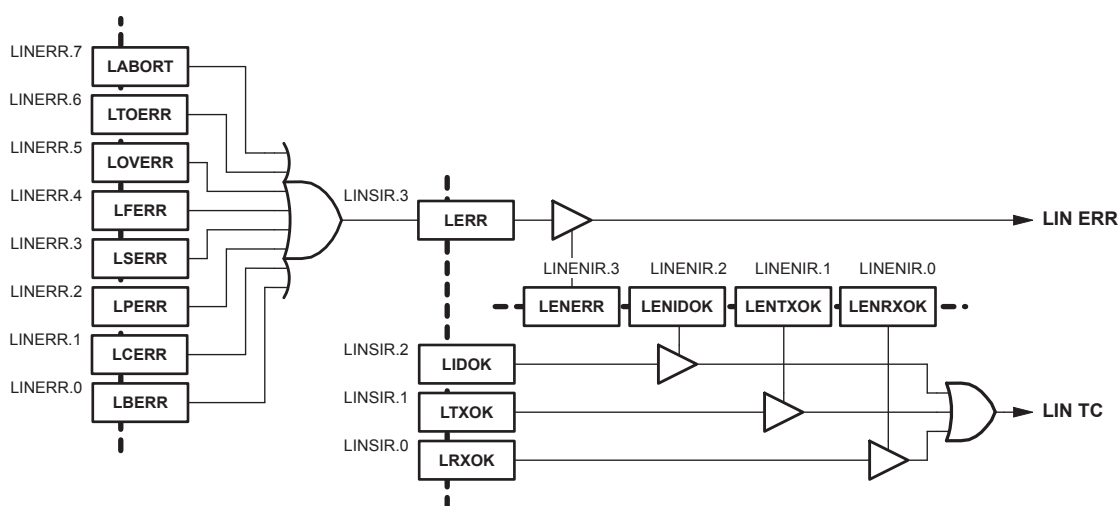 LINERR.7
LABORT
LINERR.6
LTOERR
LINERR.5
LOVERR
LINERR.4
LFERR
LINERR.3
LSERR
LINERR.2
LPERR
LINERR.1
LCERR
LINERR.0
LBERR
LINSIR.3
LERR
LIN ERR
LINENIR.3 LINENIR.2 LINENIR.1 LINENIR.0
LENERR LENIDOK LENTXOK LENRXOK
LINSIR.2
LIDOK
LINSIR.1
LTXOK
LIN TC
LINSIR.0
LRXOK